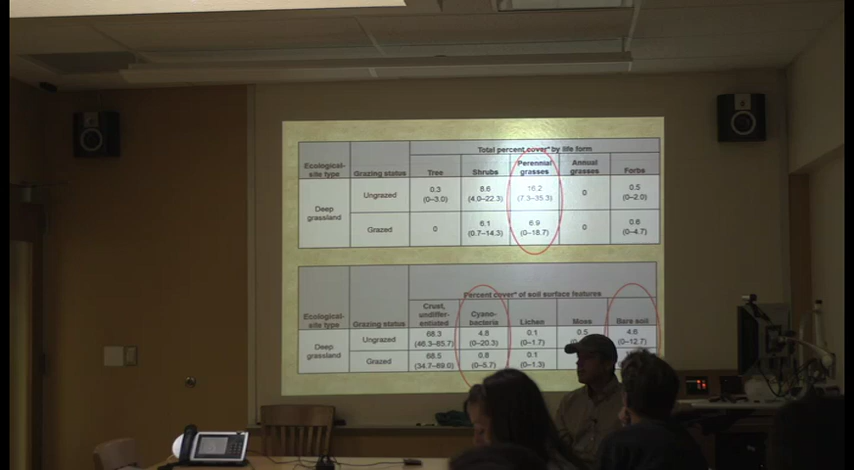 Total percent cover* by life form
Ecological-site type Grazing status Tree Shrubs Perennial grasses Annual grasses Forbs
Deep grassland
Ungrazed 0.3 (0–3.0) 8.6 (4.0–22.3) 16.2 (7.3–35.3) 0 0.5 (0–2.0)
Grazed 0 6.1 (0.7–14.3) 6.9 (0–18.7) 0 0.6 (0–4.7)
Percent cover* of soil surface features
Ecological-site type Grazing status Crust, undiffer-entiated Cyano-bacteria Lichen Moss Bare soil
Deep grassland
Ungrazed 68.3 (46.3–85.7) 4.8 (0–20.3) 0.1 (0–1.7) 0.5 4.6 (0–12.7)
Grazed 68.5 (34.7–89.0) 0.8 (0–5.7) 0.1 (0–1.3)